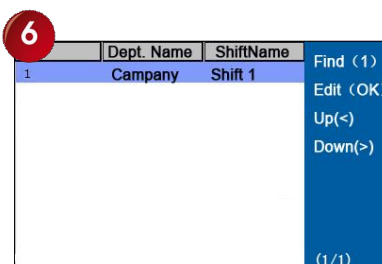 6
Dept. Name ShiftName
1 Campany Shift 1
Find（1）
Edit（OK
Up(<)
Down(>)
(1/1)